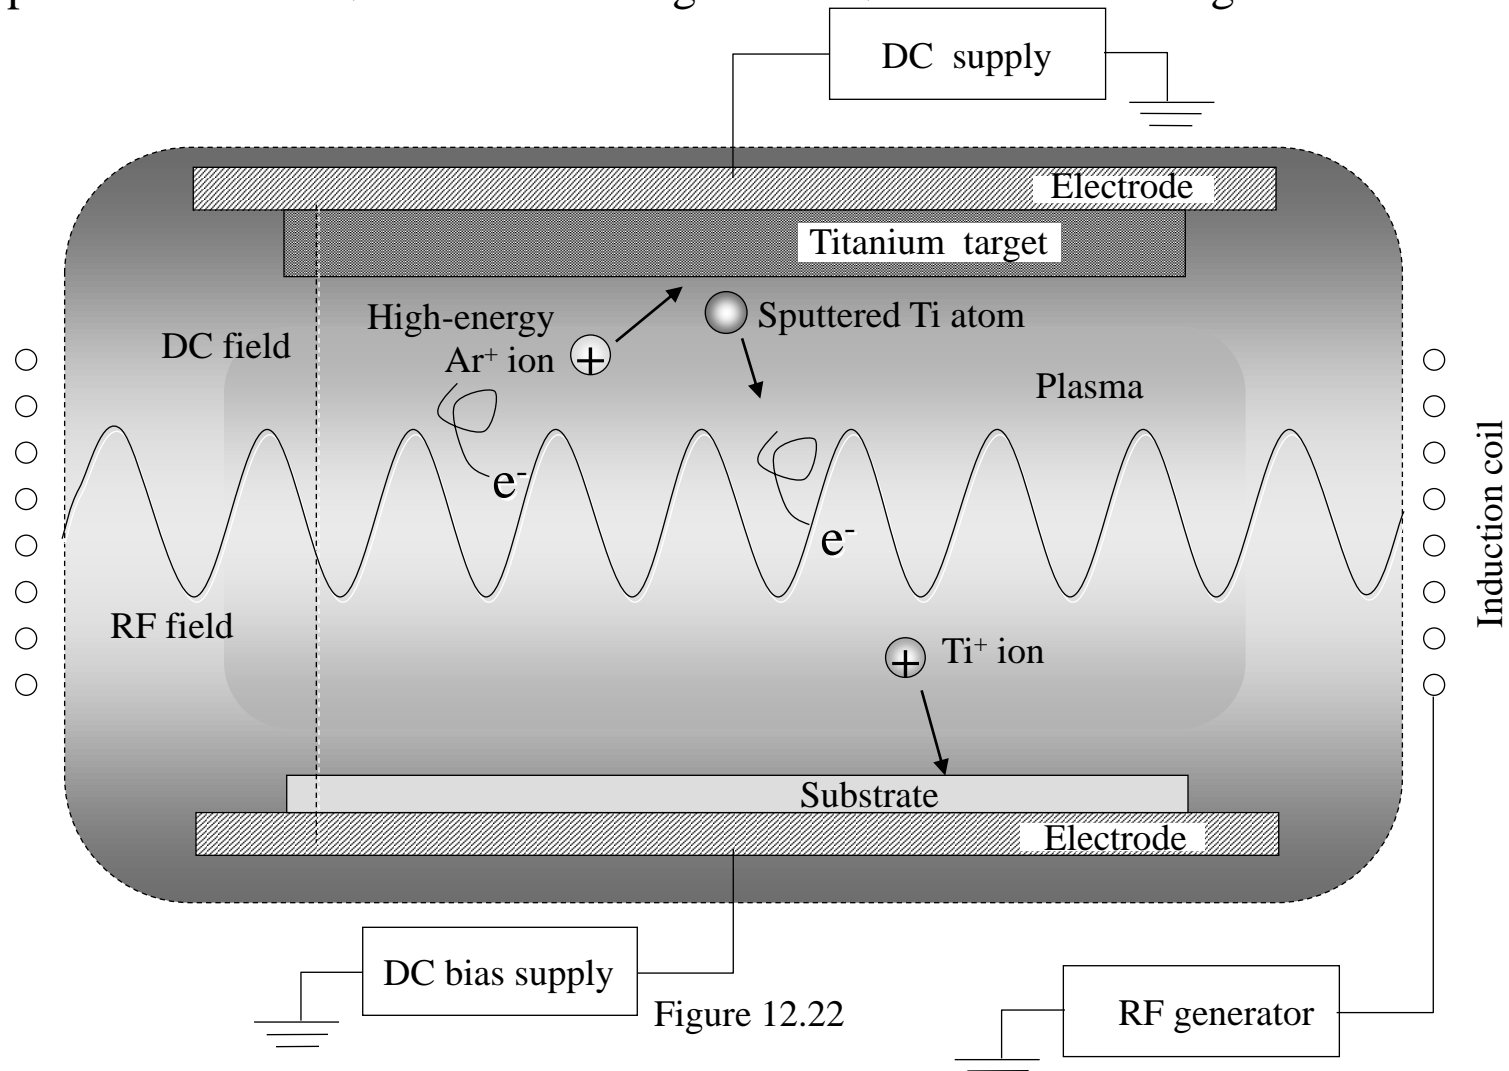 DC supply
Electrode
Titanium target
High-energy
Ar⁺ ion
+
Sputtered Ti atom
DC field
Plasma
e⁻
e⁻
Induction coil
RF field
+
Ti⁺ ion
Substrate
Electrode
DC bias supply
Figure 12.22
RF generator